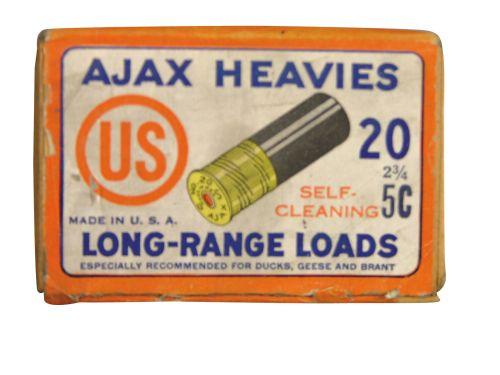 AJAX HEAVIES
US
20
2¾
SELF-
CLEANING
5C
MADE IN U. S. A.
LONG-RANGE LOADS
ESPECIALLY RECOMMENDED FOR DUCKS, GEESE AND BRANT